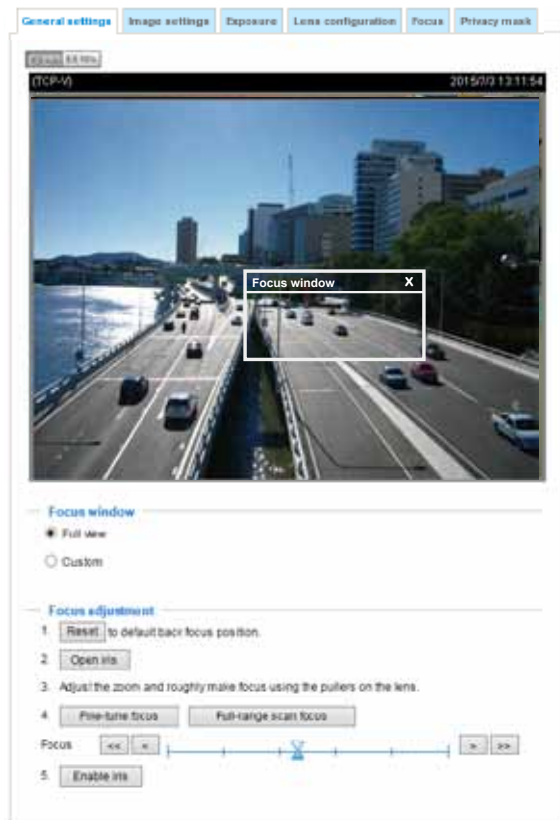 General settings Image settings Exposure Lens configuration Focus Privacy mask
(TCP-V) 2015/7/3 13:11:54
Focus window X
Focus window
Full view
Custom
Focus adjustment
1. Reset to default back focus position.
2. Open iris
3. Adjust the zoom and roughly make focus using the pullers on the lens.
4. Fine-tune focus Full-range scan focus
Focus << < > >>
5. Enable iris